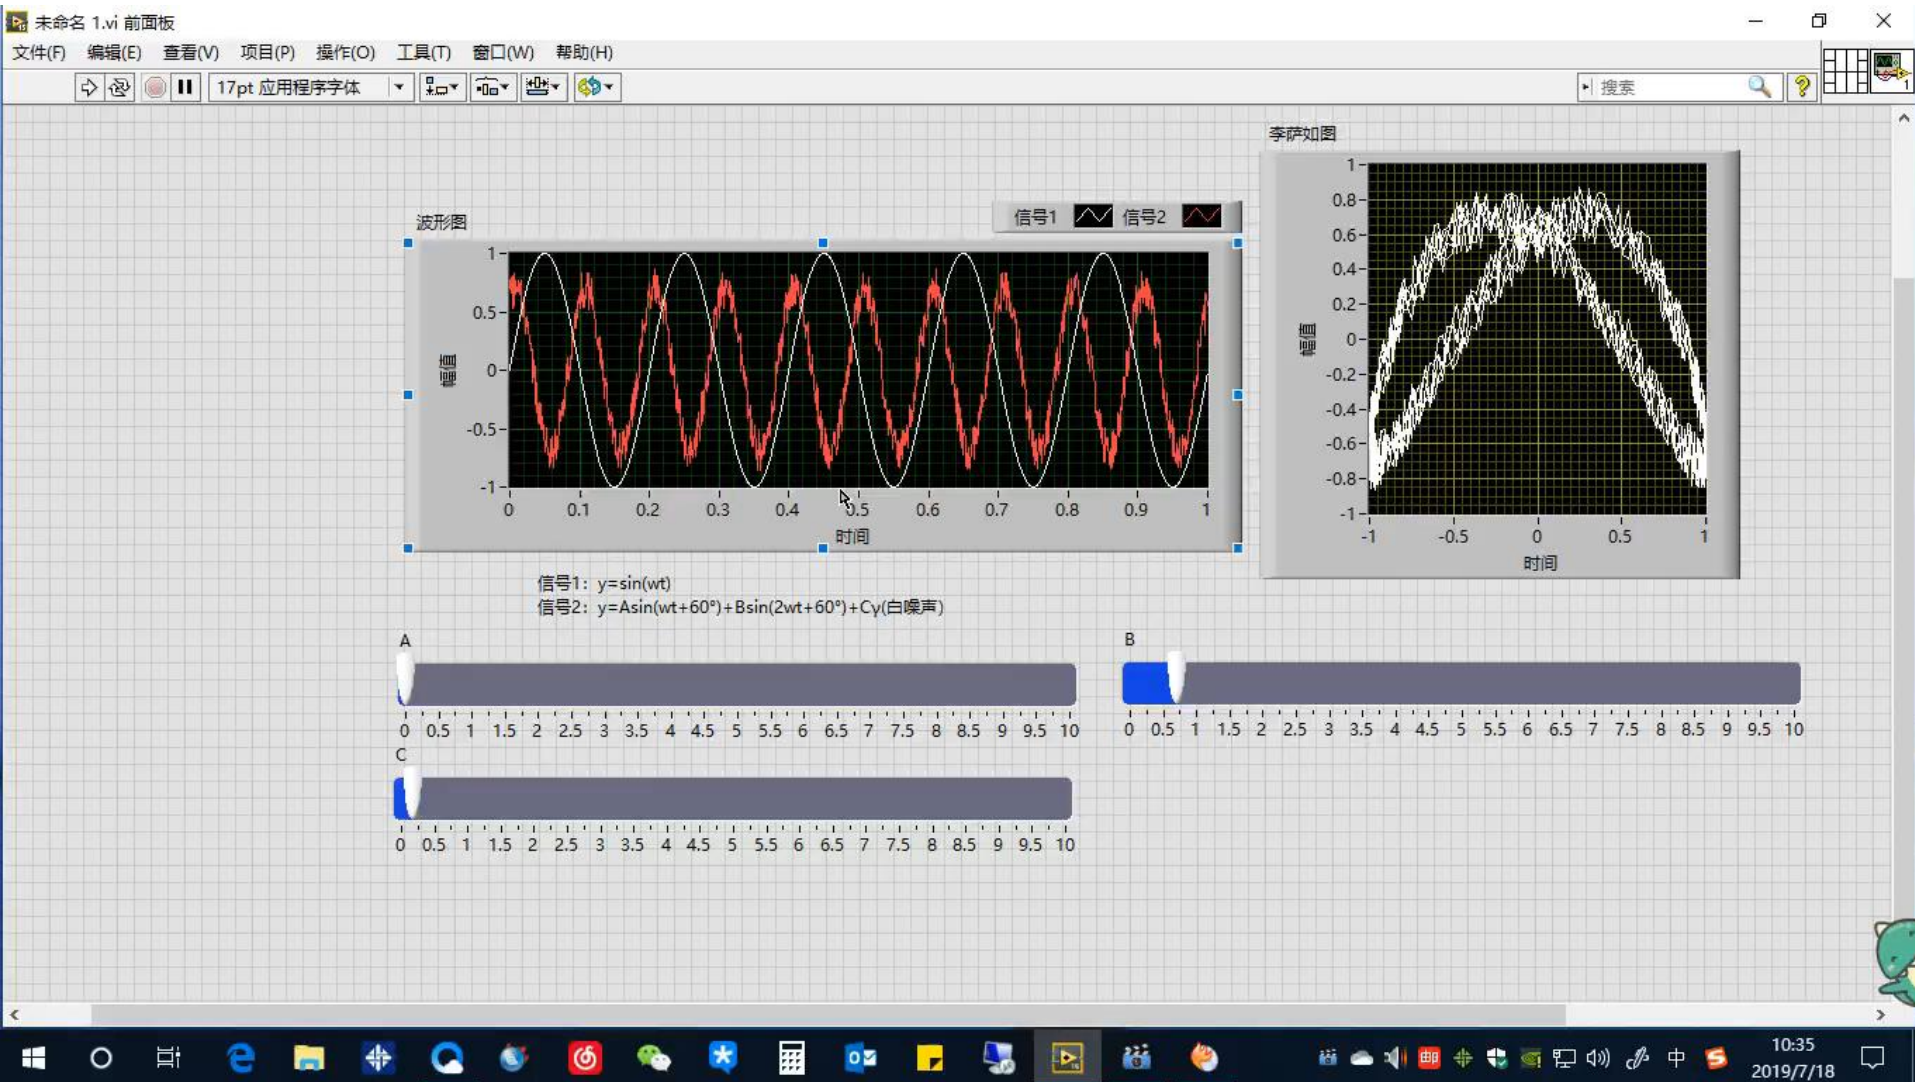 未命名 1.vi 前面板
文件(F) 编辑(E) 查看(V) 项目(P) 操作(O) 工具(T) 窗口(W) 帮助(H)
17pt 应用程序字体
搜索
?
1
李萨如图
波形图
信号1 信号2
幅值
1
0.5
0
-0.5
-1
0 0.1 0.2 0.3 0.4 0.5 0.6 0.7 0.8 0.9 1
时间
幅值
1
0.8
0.6
0.4
0.2
0
-0.2
-0.4
-0.6
-0.8
-1
-1 -0.5 0 0.5 1
时间
信号1：y=sin(wt)
信号2：y=Asin(wt+60°)+Bsin(2wt+60°)+Cy(白噪声)
A
0 0.5 1 1.5 2 2.5 3 3.5 4 4.5 5 5.5 6 6.5 7 7.5 8 8.5 9 9.5 10
B
0 0.5 1 1.5 2 2.5 3 3.5 4 4.5 5 5.5 6 6.5 7 7.5 8 8.5 9 9.5 10
C
0 0.5 1 1.5 2 2.5 3 3.5 4 4.5 5 5.5 6 6.5 7 7.5 8 8.5 9 9.5 10
中
10:35
2019/7/18